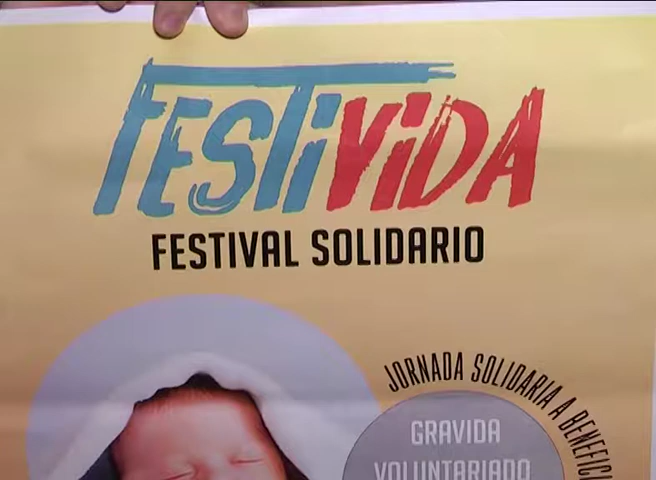 FESTIVIDA
FESTIVAL SOLIDARIO
JORNADA SOLIDARIA A
GRAVIDA
VOLUNTARIADO